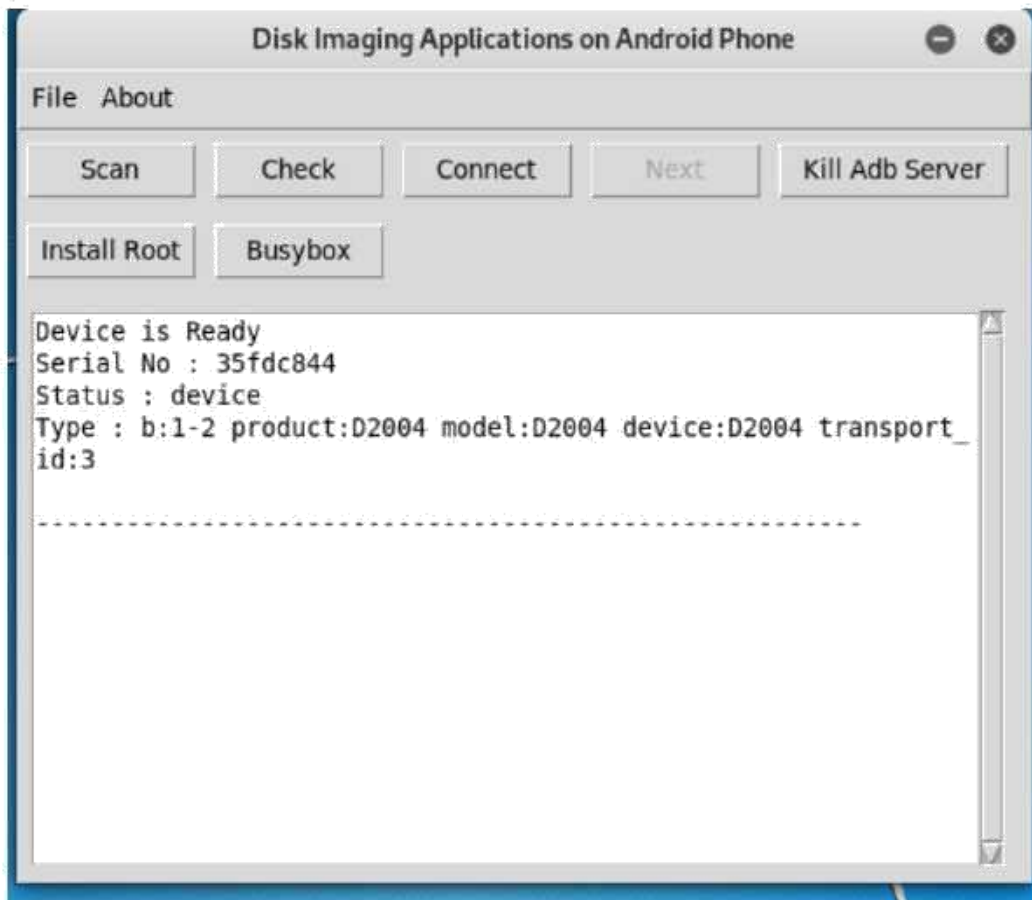 Disk Imaging Applications on Android Phone
File About
Scan Check Connect Next Kill Adb Server
Install Root Busybox
Device is Ready
Serial No : 35fdc844
Status : device
Type : b:1-2 product:D2004 model:D2004 device:D2004 transport_
id:3
-------------------------------------------------------